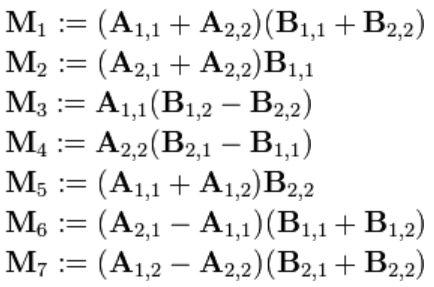 M₁ := (A₁,₁ + A₂,₂)(B₁,₁ + B₂,₂)
M₂ := (A₂,₁ + A₂,₂)B₁,₁
M₃ := A₁,₁(B₁,₂ − B₂,₂)
M₄ := A₂,₂(B₂,₁ − B₁,₁)
M₅ := (A₁,₁ + A₁,₂)B₂,₂
M₆ := (A₂,₁ − A₁,₁)(B₁,₁ + B₁,₂)
M₇ := (A₁,₂ − A₂,₂)(B₂,₁ + B₂,₂)